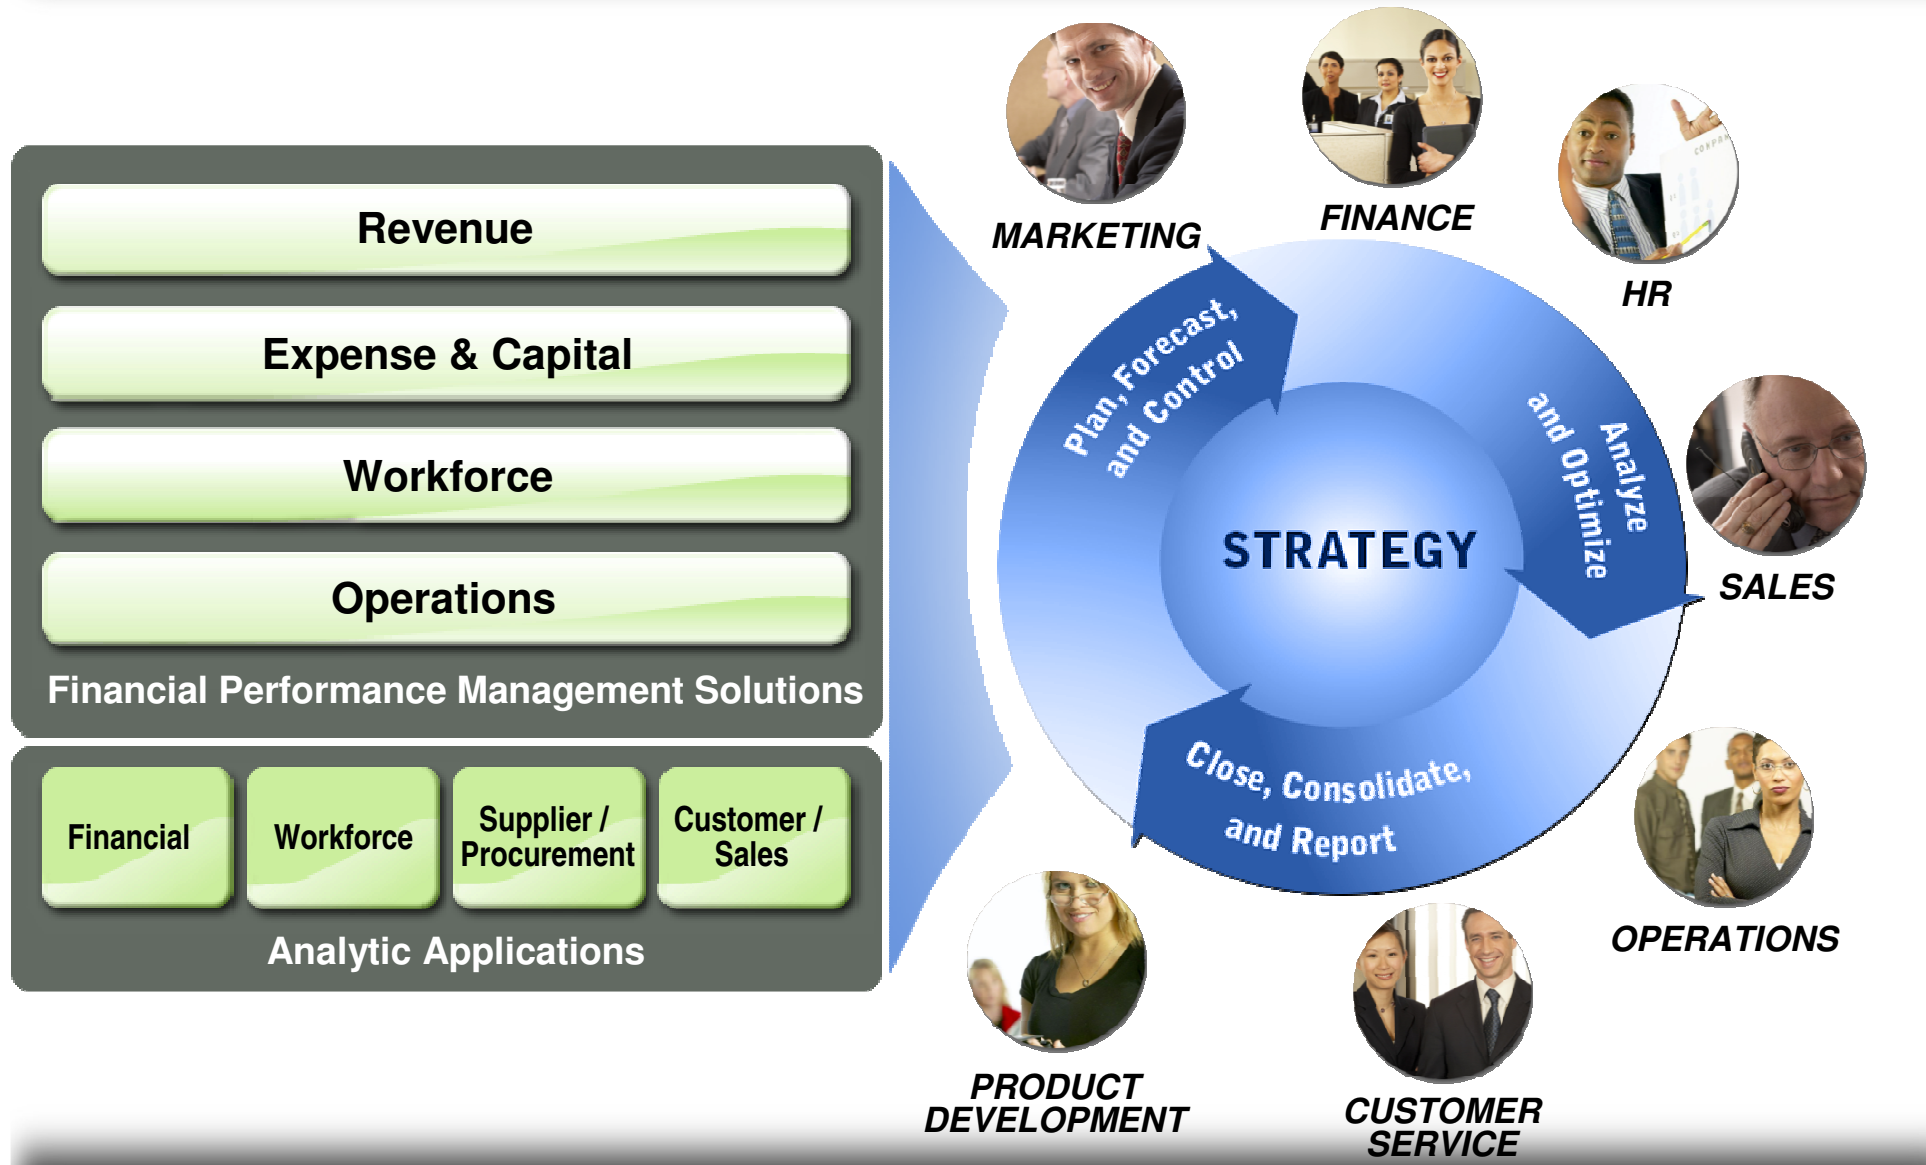 Revenue
Expense & Capital
Workforce
Operations
Financial Performance Management Solutions
Financial
Workforce
Supplier /
Procurement
Customer /
Sales
Analytic Applications
MARKETING
FINANCE
HR
SALES
OPERATIONS
CUSTOMER
SERVICE
PRODUCT
DEVELOPMENT
Plan, Forecast,
and Control
Analyze
and Optimize
Close, Consolidate,
and Report
STRATEGY